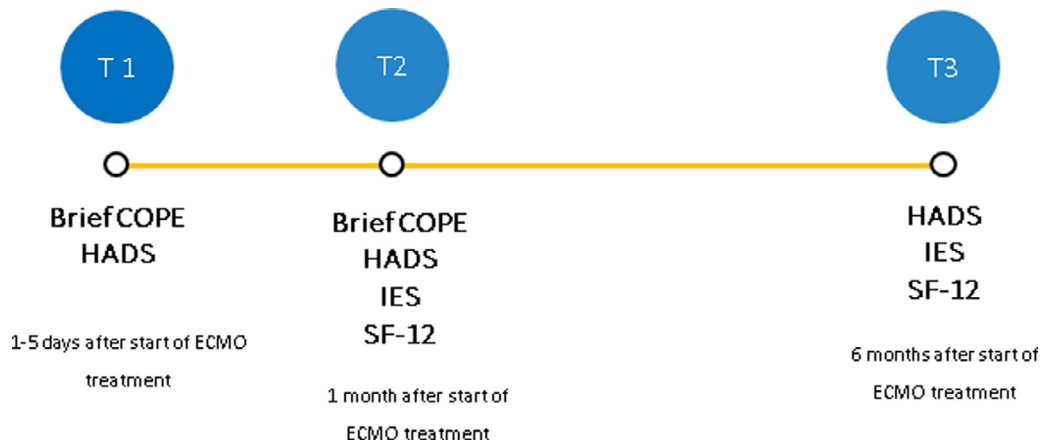 T 1
T2
T3
Brief COPE
HADS
1-5 days after start of ECMO
treatment
Brief COPE
HADS
IES
SF-12
1 month after start of
ECMO treatment
HADS
IES
SF-12
6 months after start of
ECMO treatment